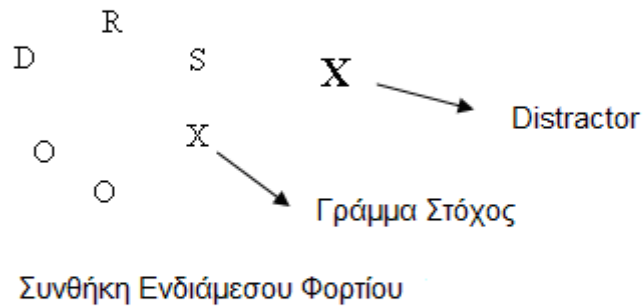 R
D S X
Distractor
X
O
O
Γράμμα Στόχος
Συνθήκη Ενδιάμεσου Φορτίου